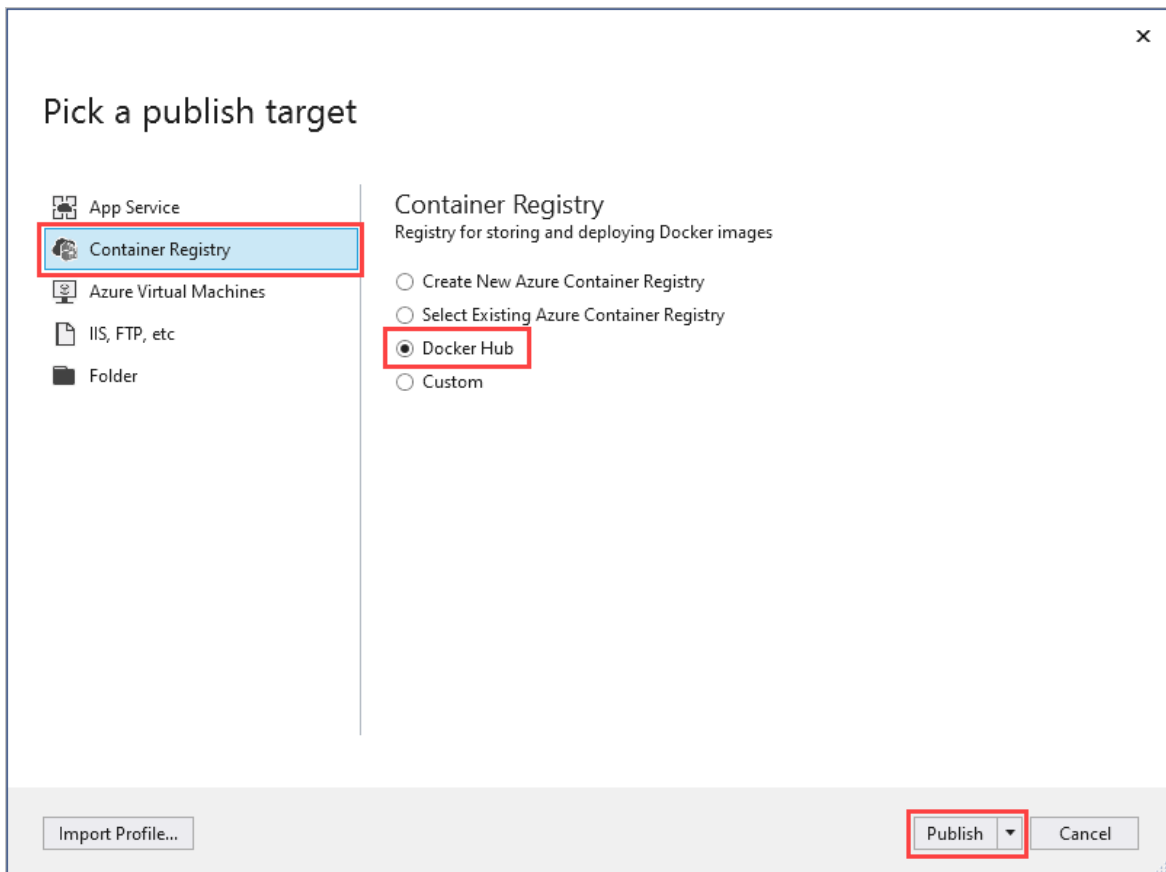 Pick a publish target
App Service
Container Registry
Azure Virtual Machines
IIS, FTP, etc
Folder
Container Registry
Registry for storing and deploying Docker images
Create New Azure Container Registry
Select Existing Azure Container Registry
Docker Hub
Custom
Import Profile...
Publish
Cancel